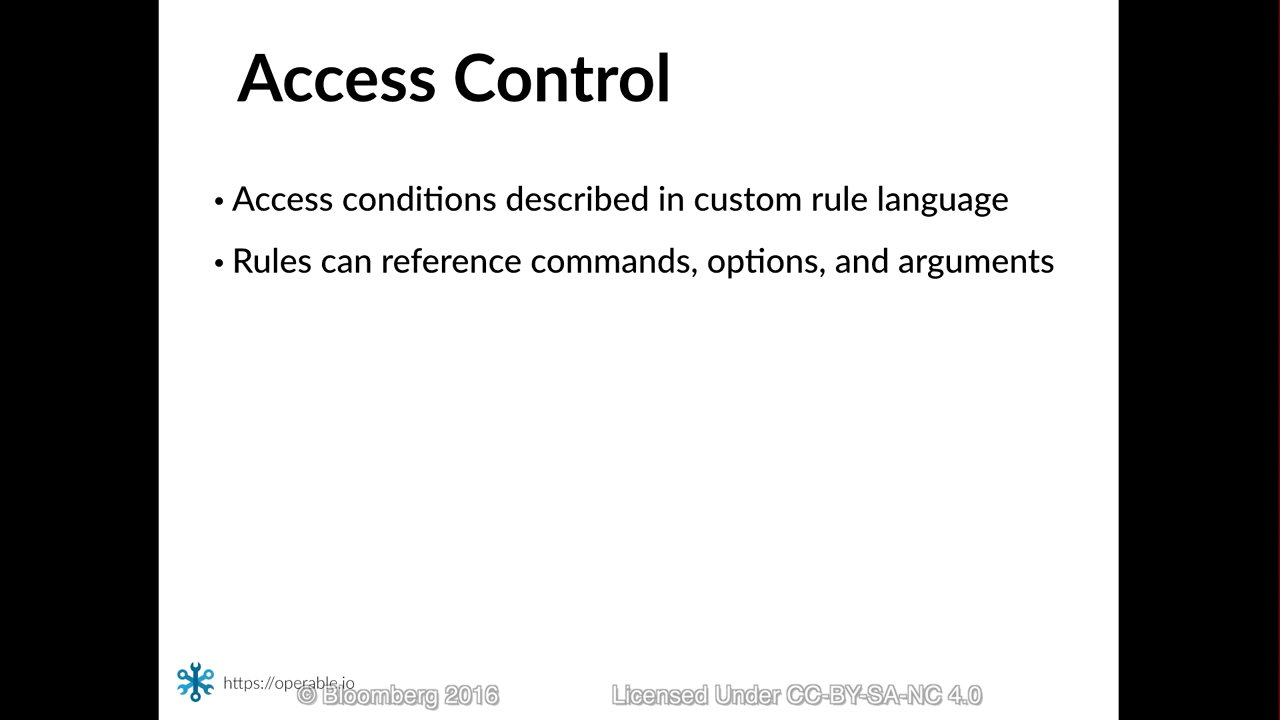 Access Control
• Access conditions described in custom rule language
• Rules can reference commands, options, and arguments
https://operable.io
© Bloomberg 2016
Licensed Under CC-BY-SA-NC 4.0